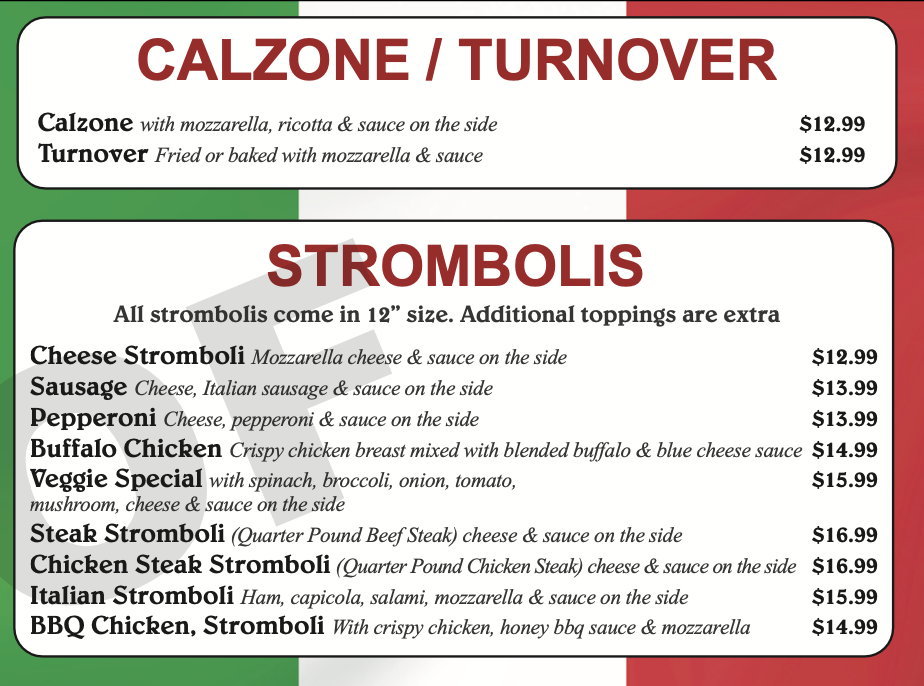 CALZONE / TURNOVER
Calzone with mozzarella, ricotta & sauce on the side $12.99
Turnover Fried or baked with mozzarella & sauce $12.99
STROMBOLIS
All strombolis come in 12” size. Additional toppings are extra
Cheese Stromboli Mozzarella cheese & sauce on the side $12.99
Sausage Cheese, Italian sausage & sauce on the side $13.99
Pepperoni Cheese, pepperoni & sauce on the side $13.99
Buffalo Chicken Crispy chicken breast mixed with blended buffalo & blue cheese sauce $14.99
Veggie Special with spinach, broccoli, onion, tomato, $15.99
mushroom, cheese & sauce on the side
Steak Stromboli (Quarter Pound Beef Steak) cheese & sauce on the side $16.99
Chicken Steak Stromboli (Quarter Pound Chicken Steak) cheese & sauce on the side $16.99
Italian Stromboli Ham, capicola, salami, mozzarella & sauce on the side $15.99
BBQ Chicken, Stromboli With crispy chicken, honey bbq sauce & mozzarella $14.99
OF